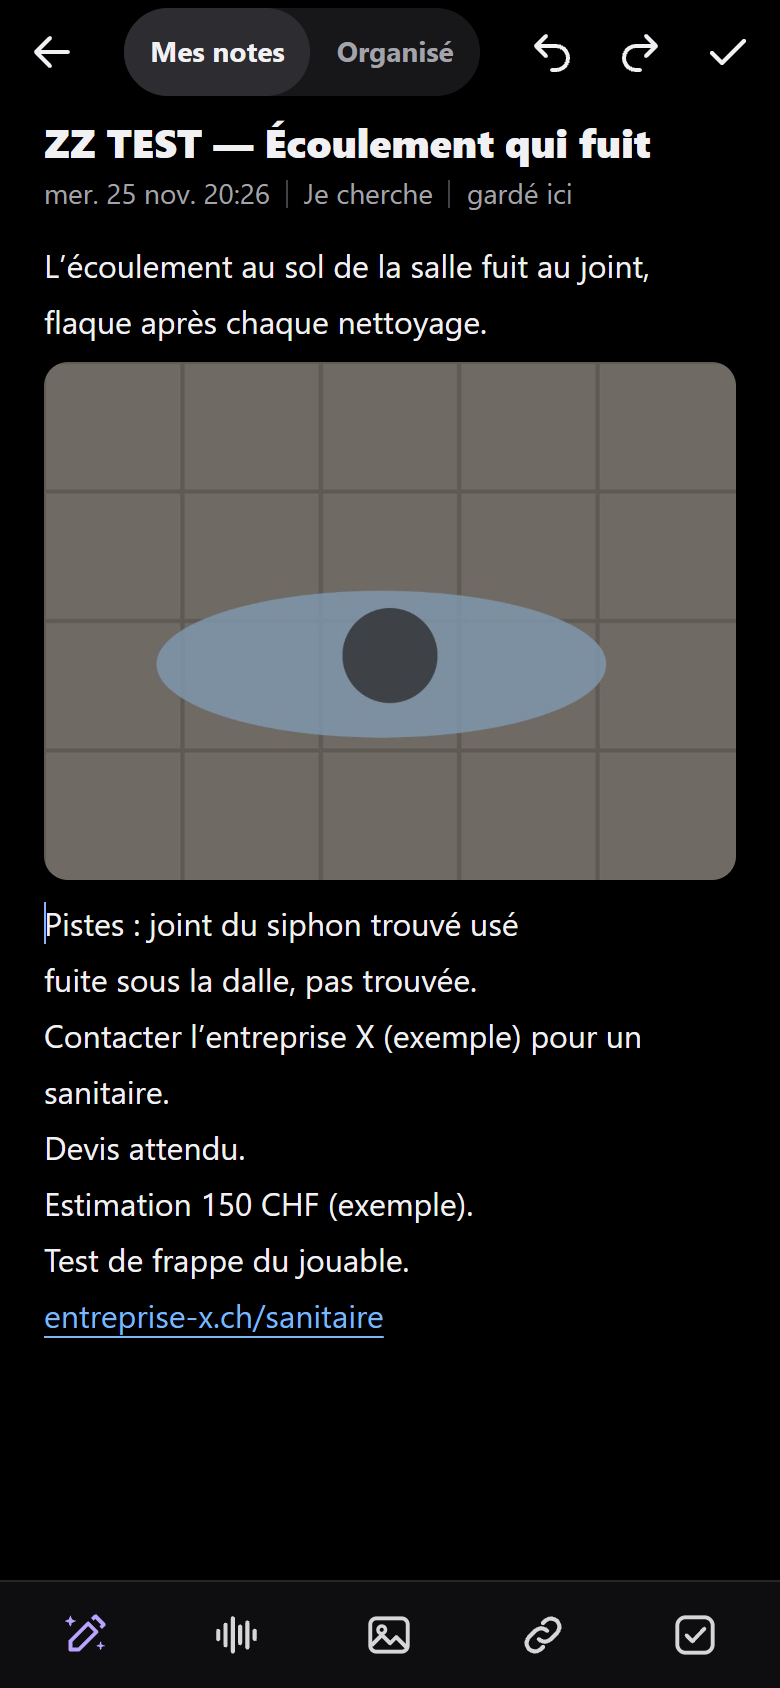 Mes notes Organisé
ZZ TEST — Écoulement qui fuit
mer. 25 nov. 20:26 | Je cherche | gardé ici
L’écoulement au sol de la salle fuit au joint,
flaque après chaque nettoyage.
Pistes : joint du siphon trouvé usé
fuite sous la dalle, pas trouvée.
Contacter l’entreprise X (exemple) pour un
sanitaire.
Devis attendu.
Estimation 150 CHF (exemple).
Test de frappe du jouable.
entreprise-x.ch/sanitaire